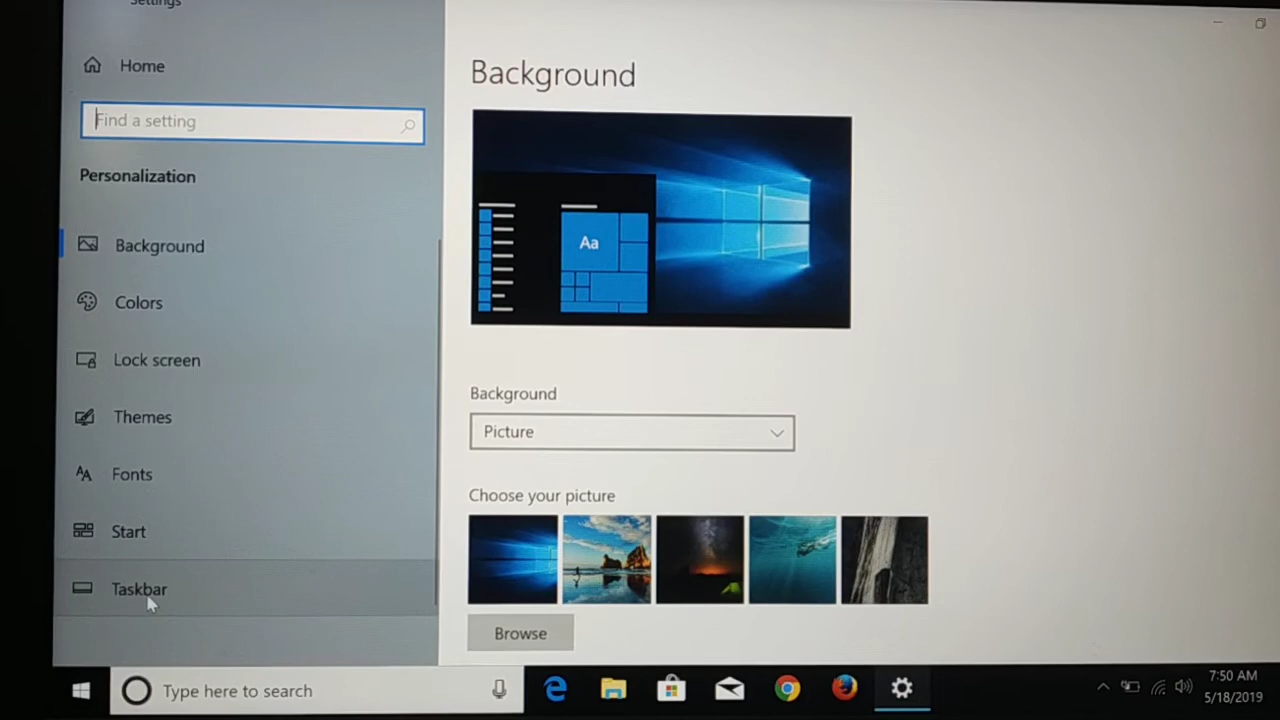 Settings
Home
Find a setting
Personalization
Background
Colors
Lock screen
Themes
Fonts
Start
Taskbar
Background
Aa
Background
Picture
Choose your picture
Browse
Type here to search
7:50 AM
5/18/2019